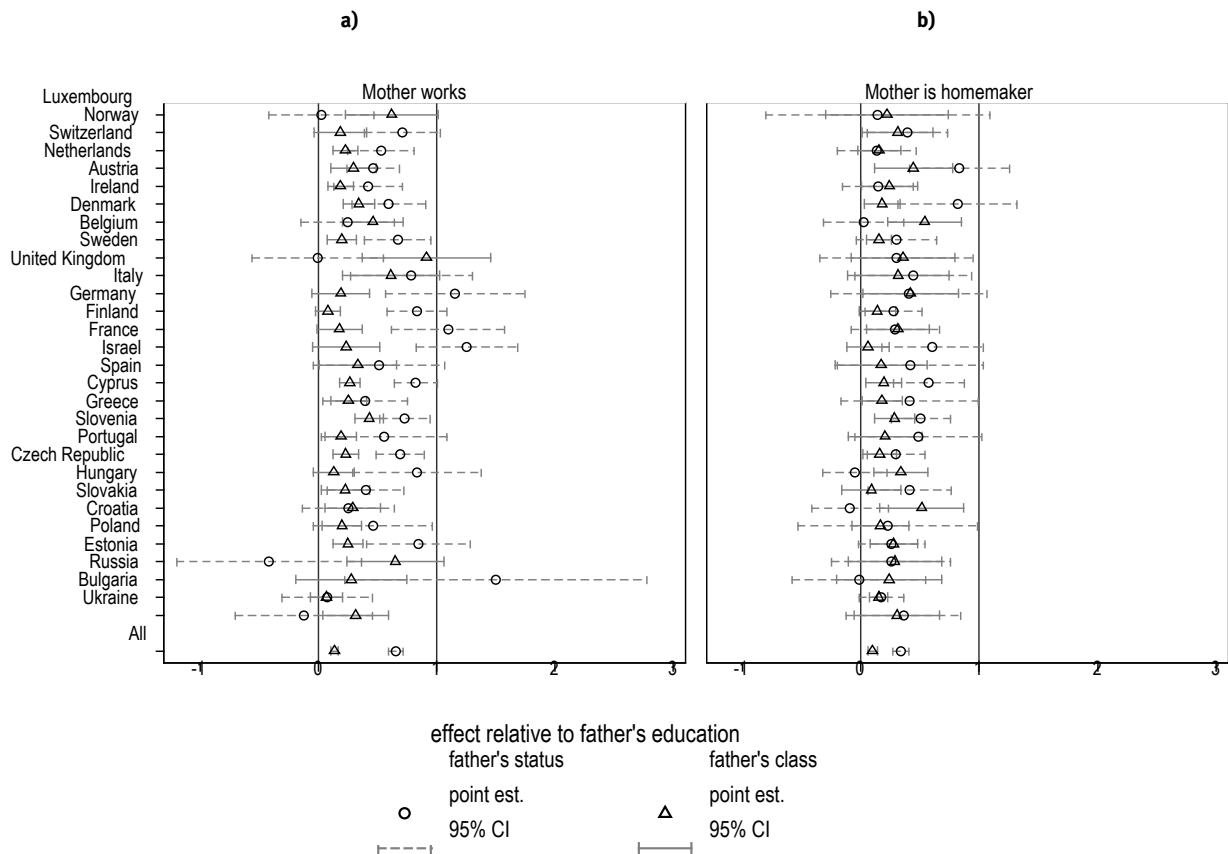 a) b)
Mother works Mother is homemaker
Luxembourg
Norway
Switzerland
Netherlands
Austria
Ireland
Denmark
Belgium
Sweden
United Kingdom
Italy
Germany
Finland
France
Israel
Spain
Cyprus
Greece
Slovenia
Portugal
Czech Republic
Hungary
Slovakia
Croatia
Poland
Estonia
Russia
Bulgaria
Ukraine
All
-1 0 1 2 3 -1 0 1 2 3
effect relative to father's education
father's status father's class
point est. point est.
95% CI 95% CI